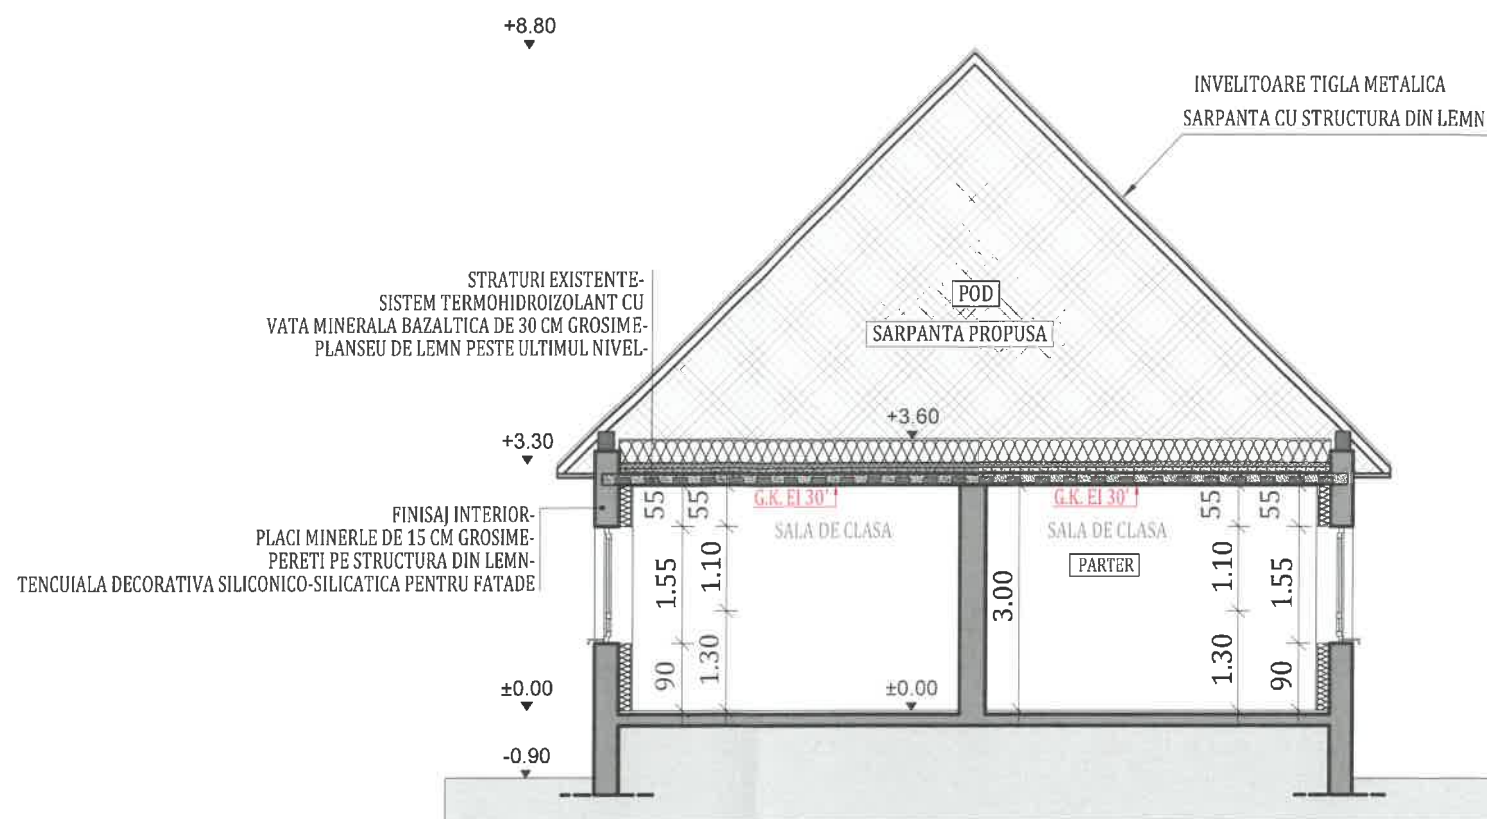 +8.80
INVELITOARE TIGLA METALICA
SARPANTA CU STRUCTURA DIN LEMN
STRATURI EXISTENTE-
SISTEM TERMOHIDROIZOLANT CU
VATA MINERALA BAZALTICA DE 30 CM GROSIME-
PLANSEU DE LEMN PESTE ULTIMUL NIVEL-
POD
SARPANTA PROPUSA
+3.60
+3.30
FINISAJ INTERIOR-
PLACI MINERLE DE 15 CM GROSIME-
PERETI PE STRUCTURA DIN LEMN-
TENCUIALA DECORATIVA SILICONICO-SILICATICA PENTRU FATADE
55
55
G.K. EI 30'
SALA DE CLASA
G.K. EI 30'
SALA DE CLASA
PARTER
55
55
1.55
1.10
3.00
1.10
1.55
90
1.30
1.30
90
±0.00
±0.00
-0.90